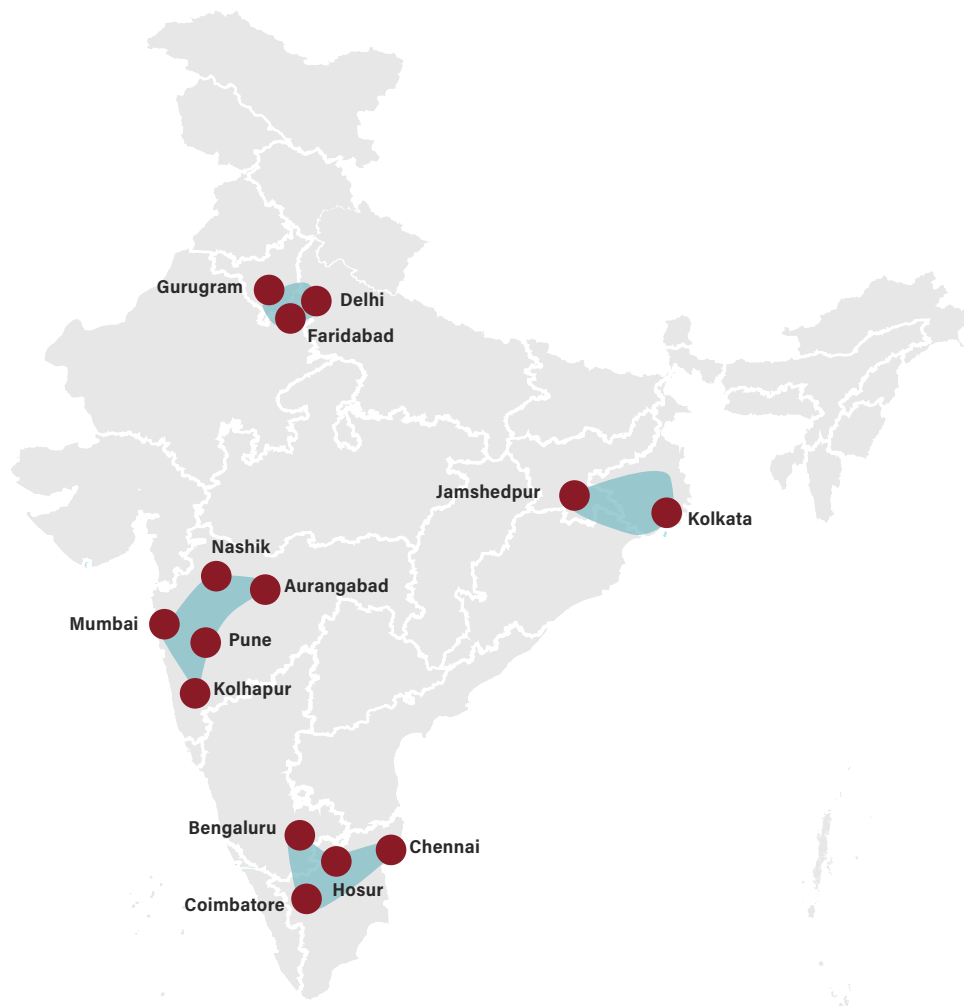 Gurugram
Delhi
Faridabad
Jamshedpur
Kolkata
Nashik
Aurangabad
Mumbai
Pune
Kolhapur
Bengaluru
Chennai
Hosur
Coimbatore